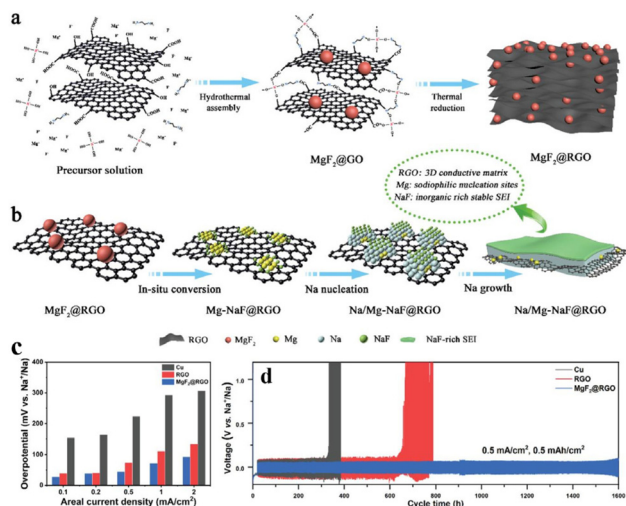 a
Precursor solution
Hydrothermal
assembly
MgF₂@GO
Thermal
reduction
MgF₂@RGO
RGO: 3D conductive matrix
Mg: sodiophilic nucleation sites
NaF: inorganic rich stable SEI
b
MgF₂@RGO
In-situ conversion
Mg-NaF@RGO
Na nucleation
Na/Mg-NaF@RGO
Na growth
Na/Mg-NaF@RGO
RGO MgF₂ Mg Na NaF NaF-rich SEI
c
Overpotential (mV vs. Na⁺/Na)
400
300
200
100
0
Cu
RGO
MgF₂@RGO
0.1 0.2 0.5 1 2
Areal current density (mA/cm²)
d
Voltage (V vs. Na⁺/Na)
1.0
0.5
0.0
Cu
RGO
MgF₂@RGO
0.5 mA/cm², 0.5 mAh/cm²
0 200 400 600 800 1000 1200 1400 1600
Cycle time (h)